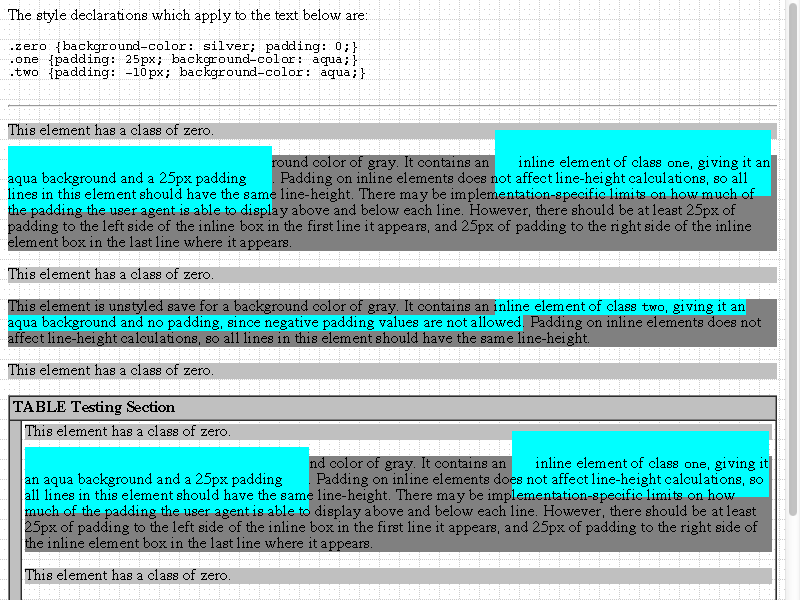 The style declarations which apply to the text below are:
.zero {background-color: silver; padding: 0;}
.one {padding: 25px; background-color: aqua;}
.two {padding: -10px; background-color: aqua;}
This element has a class of zero.
round color of gray. It contains an inline element of class one, giving it an
aqua background and a 25px padding. Padding on inline elements does not affect line-height calculations, so all
lines in this element should have the same line-height. There may be implementation-specific limits on how much of
the padding the user agent is able to display above and below each line. However, there should be at least 25px of
padding to the left side of the inline box in the first line it appears, and 25px of padding to the right side of the inline
element box in the last line where it appears.
This element has a class of zero.
This element is unstyled save for a background color of gray. It contains an inline element of class two, giving it an
aqua background and no padding, since negative padding values are not allowed. Padding on inline elements does not
affect line-height calculations, so all lines in this element should have the same line-height.
This element has a class of zero.
TABLE Testing Section
This element has a class of zero.
nd color of gray. It contains an inline element of class one, giving it
an aqua background and a 25px padding. Padding on inline elements does not affect line-height calculations, so
all lines in this element should have the same line-height. There may be implementation-specific limits on how
much of the padding the user agent is able to display above and below each line. However, there should be at least
25px of padding to the left side of the inline box in the first line it appears, and 25px of padding to the right side of
the inline element box in the last line where it appears.
This element has a class of zero.